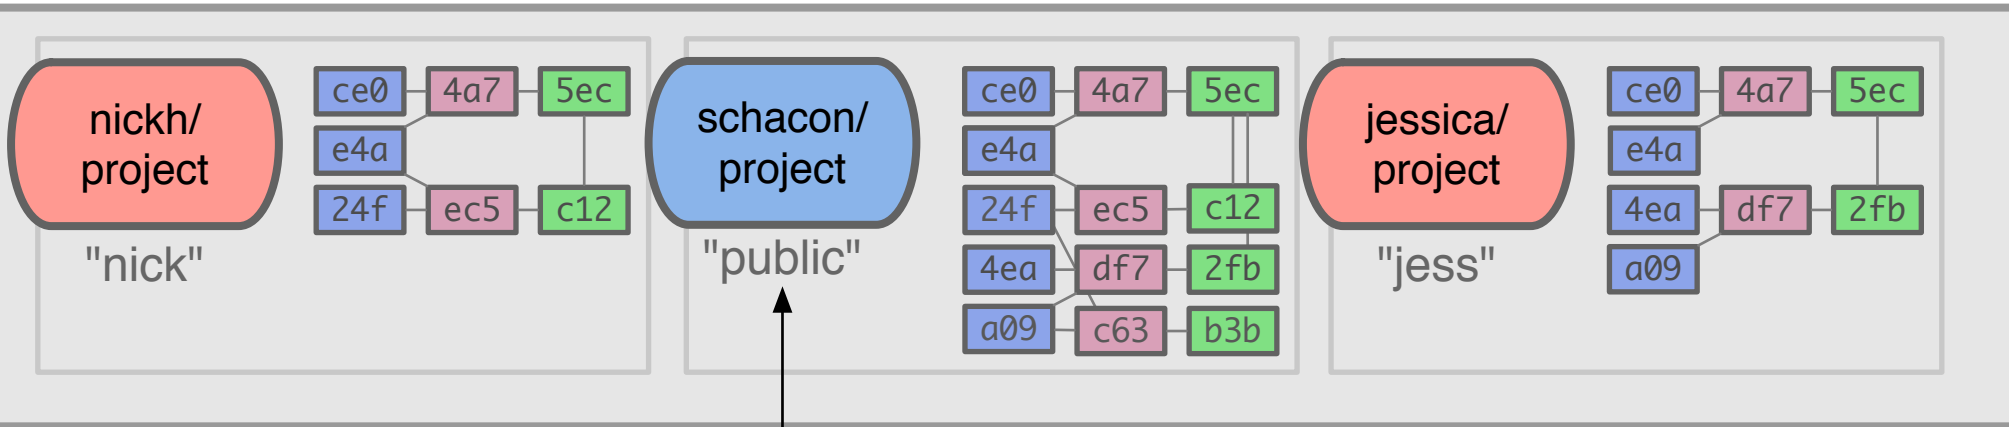 nickh/
project
"nick"
ce0 4a7 5ec
e4a
24f ec5 c12
schacon/
project
"public"
ce0 4a7 5ec
e4a
24f ec5 c12
4ea df7 2fb
a09 c63 b3b
jessica/
project
"jess"
ce0 4a7 5ec
e4a
4ea df7 2fb
a09